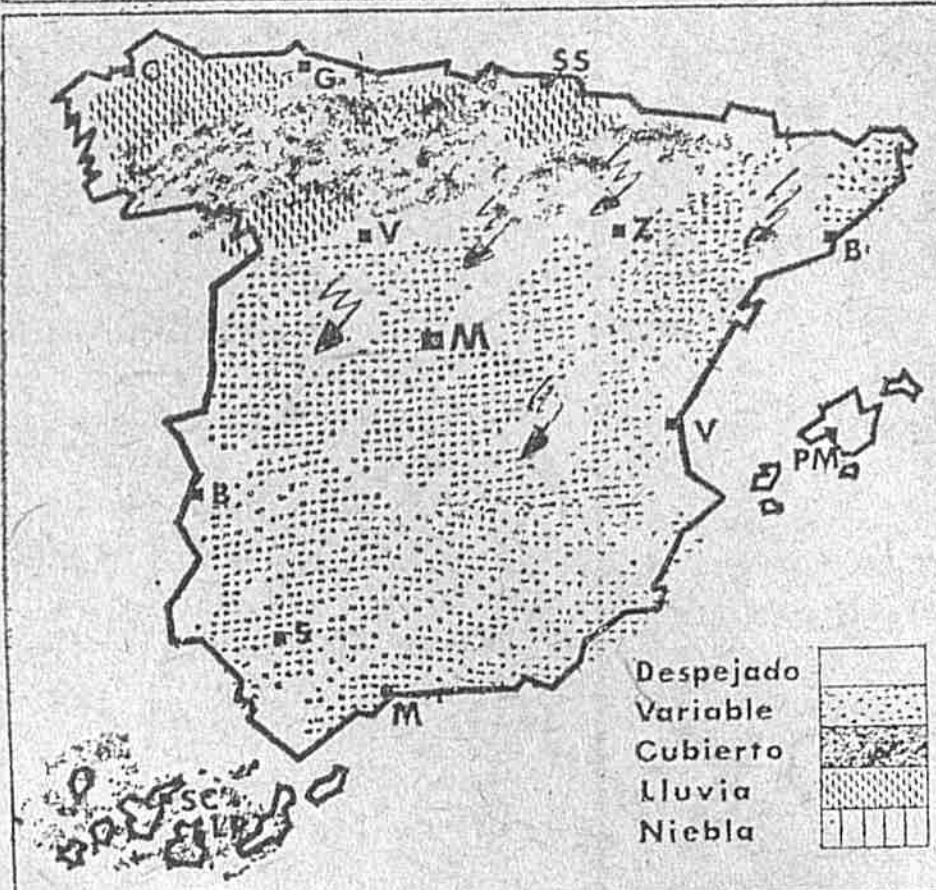 C
G
SS
V
Z
B
M
V
PM
B
S
M
SC
LP
Despejado
Variable
Cubierto
Lluvia
Niebla